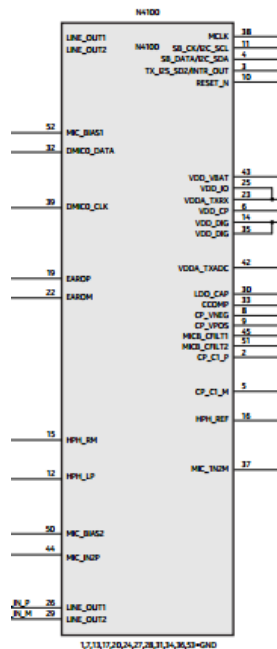 N4100
LINE_OUT1 MCLK 38
LINE_OUT2 N4100 SB_CK/I2C_SCL 11
SB_DATA/I2C_SDA 4
TX_I2S_SD2/INTR_OUT 3
RESET_N 10
52 MIC_BIAS1
32 DMIC0_DATA
VDD_VBAT 43
VDD_IO 25
39 DMIC0_CLK VDDA_TXRX 23
VDD_CP 6
VDD_DIG 14
VDD_DIG 35
VDDA_TXADC 42
19 EAROP
22 EAROM
LDO_CAP 30
CCOMP 33
CP_VNEG 8
CP_VPOS 9
MICB_CFILT1 45
MICB_CFILT2 51
CP_C1_P 2
CP_C1_M 5
HPH_REF 16
15 HPH_RM
MIC_1N2M 37
12 HPH_LP
50 MIC_BIAS2
44 MIC_IN2P
IN_P 26 LINE_OUT1
IN_M 29 LINE_OUT2
1,7,13,17,20,24,27,28,31,34,36,53=GND